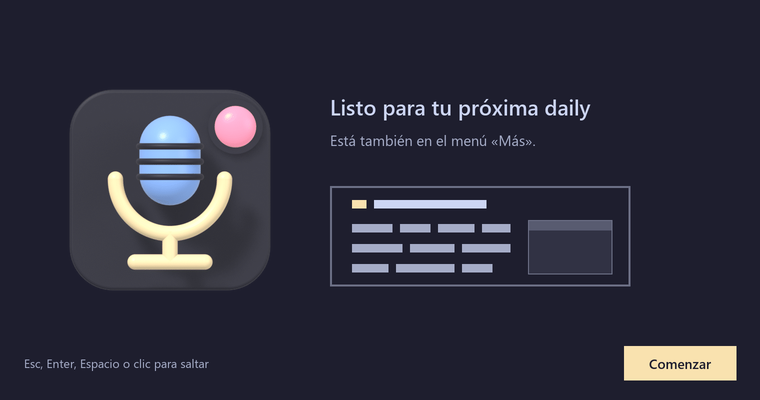 Listo para tu próxima daily
Está también en el menú «Más».
Esc, Enter, Espacio o clic para saltar
Comenzar